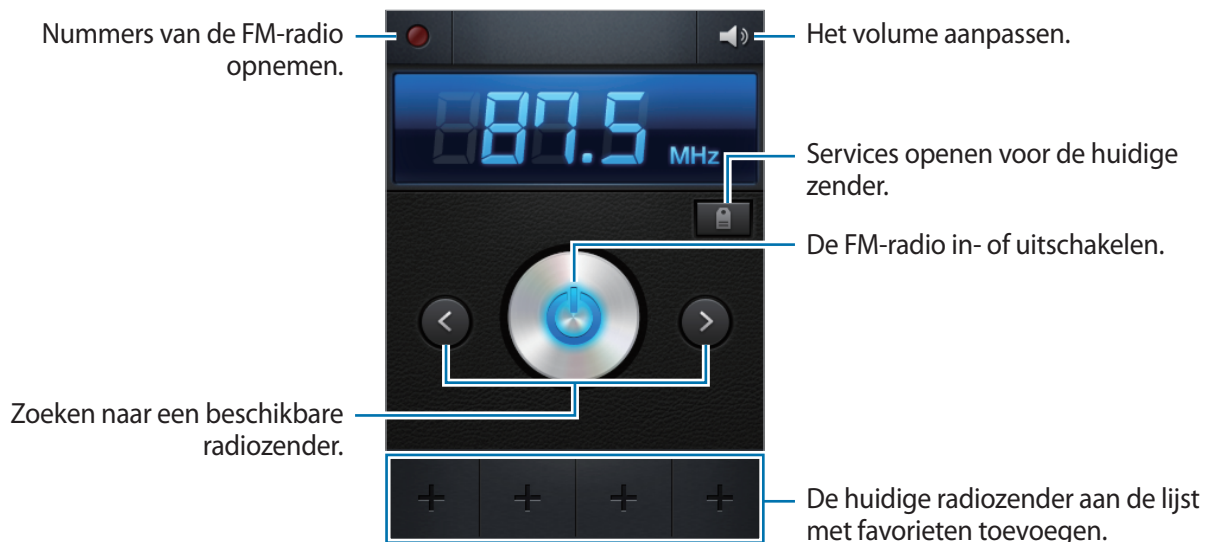 Nummers van de FM-radio
opnemen.
Het volume aanpassen.
87.5 MHz
Services openen voor de huidige
zender.
De FM-radio in- of uitschakelen.
Zoeken naar een beschikbare
radiozender.
De huidige radiozender aan de lijst
met favorieten toevoegen.